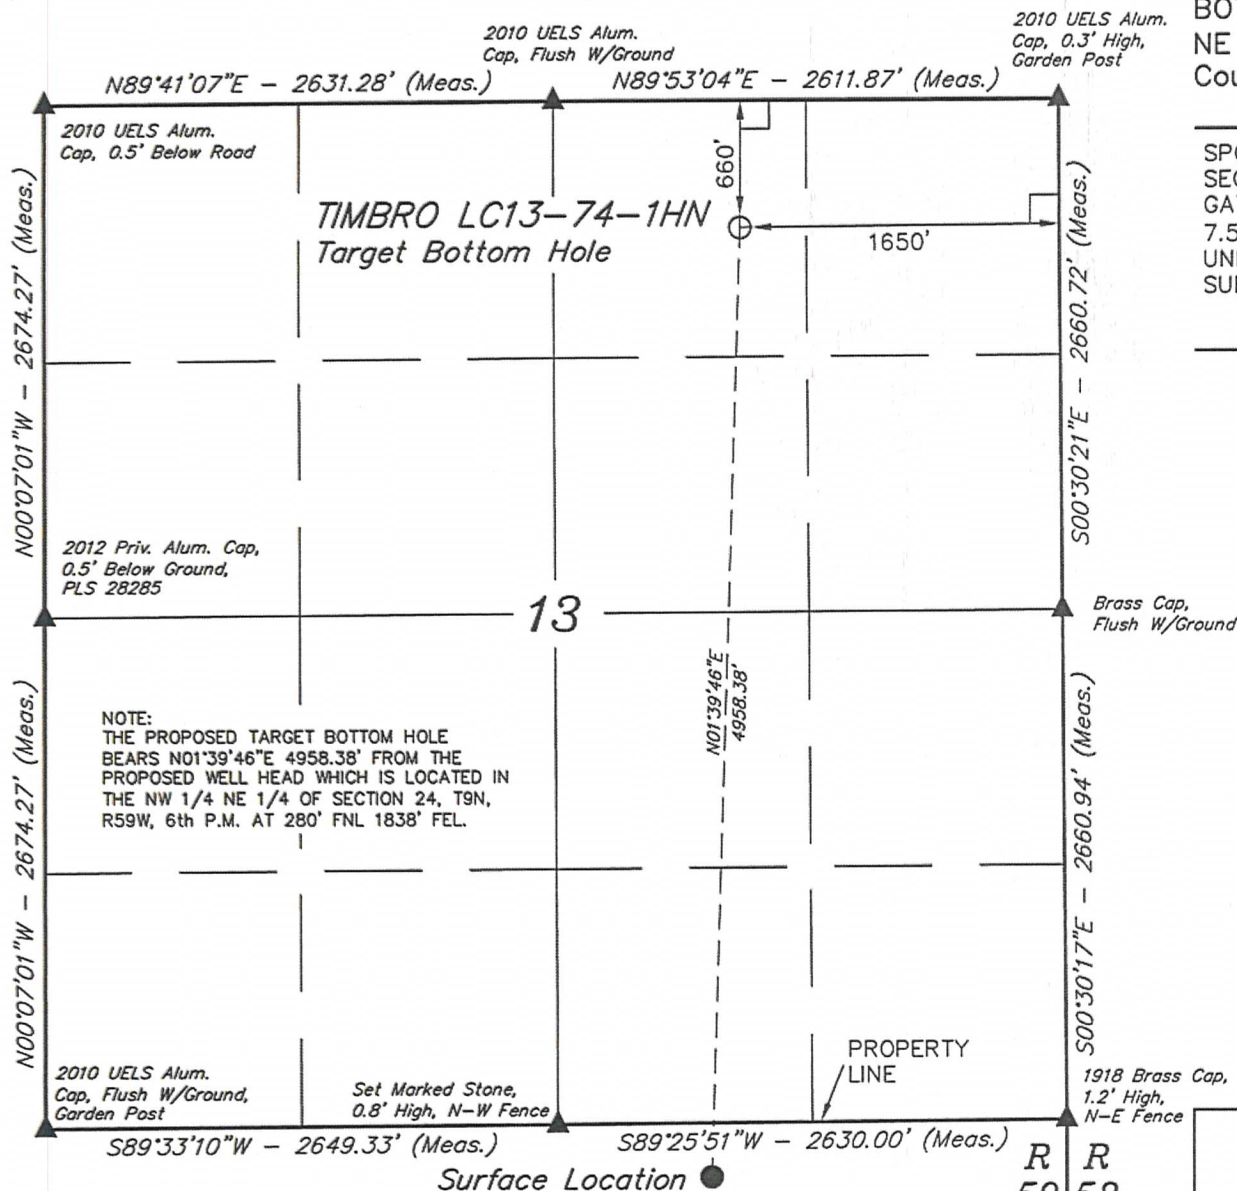 2010 UELS Alum.
Cap, Flush W/Ground
2010 UELS Alum.
Cap, 0.3' High,
Garden Post
BO
NE
Cou
N89°41'07"E - 2631.28' (Meas.)
N89°53'04"E - 2611.87' (Meas.)
2010 UELS Alum.
Cap, 0.5' Below Road
660'
1650'
TIMBRO LC13-74-1HN
Target Bottom Hole
SEC
GA
7.5
UN
N00°07'01"W - 2674.27' (Meas.)
S00°30'21"E - 2660.72' (Meas.)
2012 Priv. Alum. Cap,
0.5' Below Ground,
PLS 28285
13
Brass Cap,
Flush W/Ground
N01°39'46"E
4958.38'
NOTE:
THE PROPOSED TARGET BOTTOM HOLE
BEARS N01°39'46"E 4958.38' FROM THE
PROPOSED WELL HEAD WHICH IS LOCATED IN
THE NW 1/4 NE 1/4 OF SECTION 24, T9N,
R59W, 6th P.M. AT 280' FNL 1838' FEL.
N00°07'01"W - 2674.27' (Meas.)
S00°30'17"E - 2660.94' (Meas.)
PROPERTY
LINE
2010 UELS Alum.
Cap, Flush W/Ground,
Garden Post
Set Marked Stone,
0.8' High, N-W Fence
1918 Brass Cap,
1.2' High,
N-E Fence
S89°33'10"W - 2649.33' (Meas.)
S89°25'51"W - 2630.00' (Meas.)
Surface Location
R R